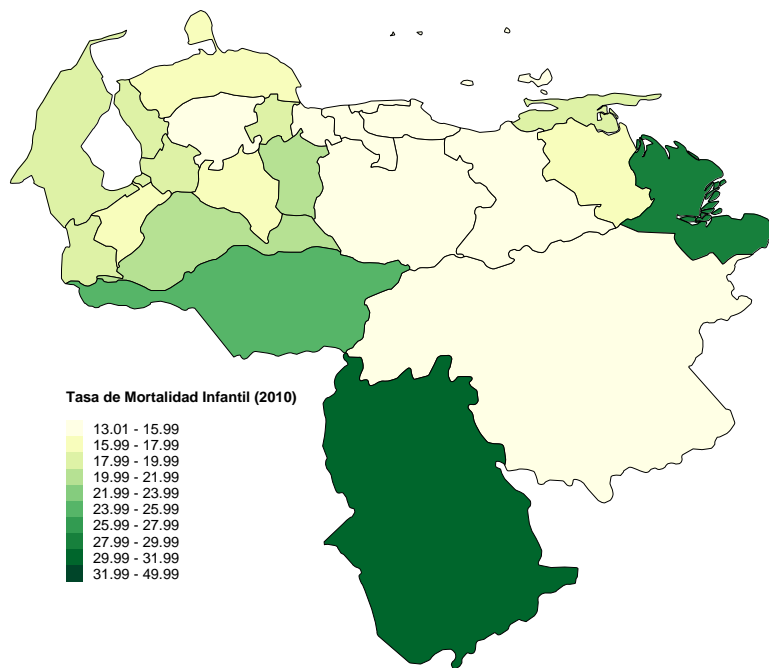 Tasa de Mortalidad Infantil (2010)
13.01 - 15.99
15.99 - 17.99
17.99 - 19.99
19.99 - 21.99
21.99 - 23.99
23.99 - 25.99
25.99 - 27.99
27.99 - 29.99
29.99 - 31.99
31.99 - 49.99